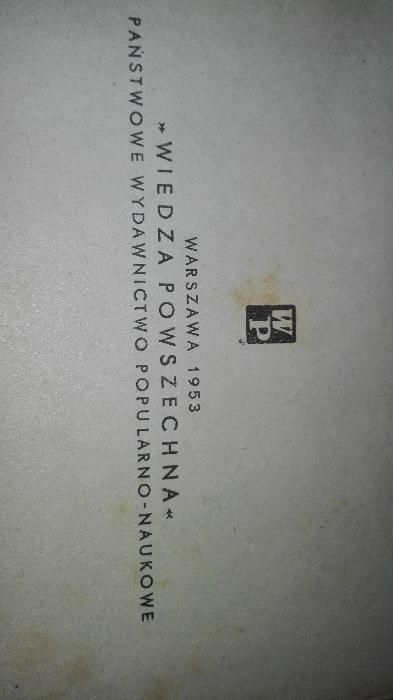 WP
WARSZAWA 1953
»WIEDZA POWSZECHNA«
PAŃSTWOWE WYDAWNICTWO POPULARNO-NAUKOWE